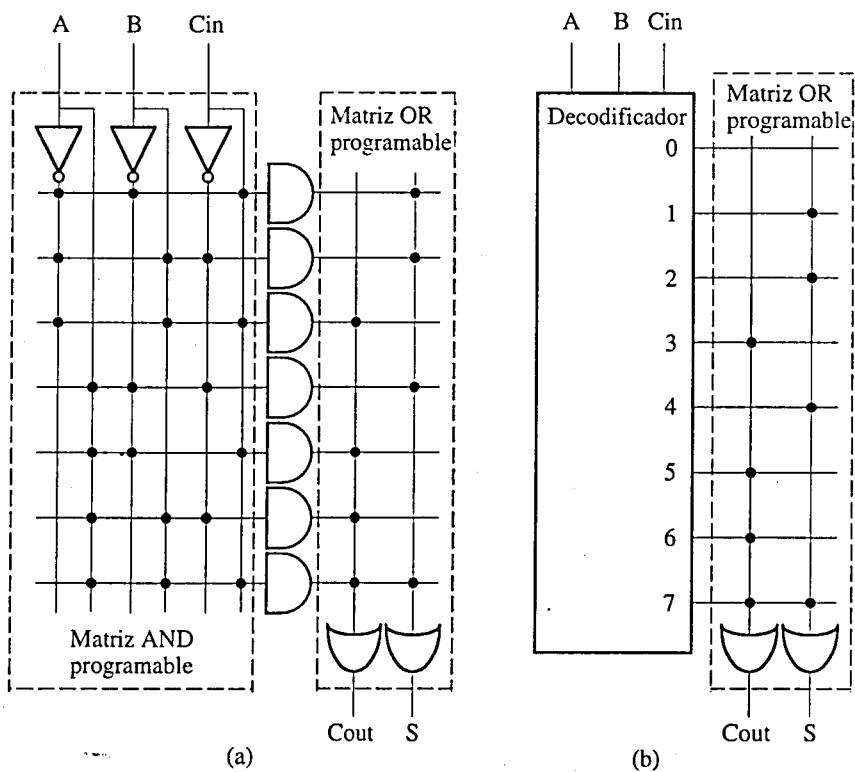 A B Cin
Matriz OR
programable
Matriz AND
programable
Cout S
(a)
A B Cin
Decodificador
Matriz OR
programable
0
1
2
3
4
5
6
7
Cout S
(b)